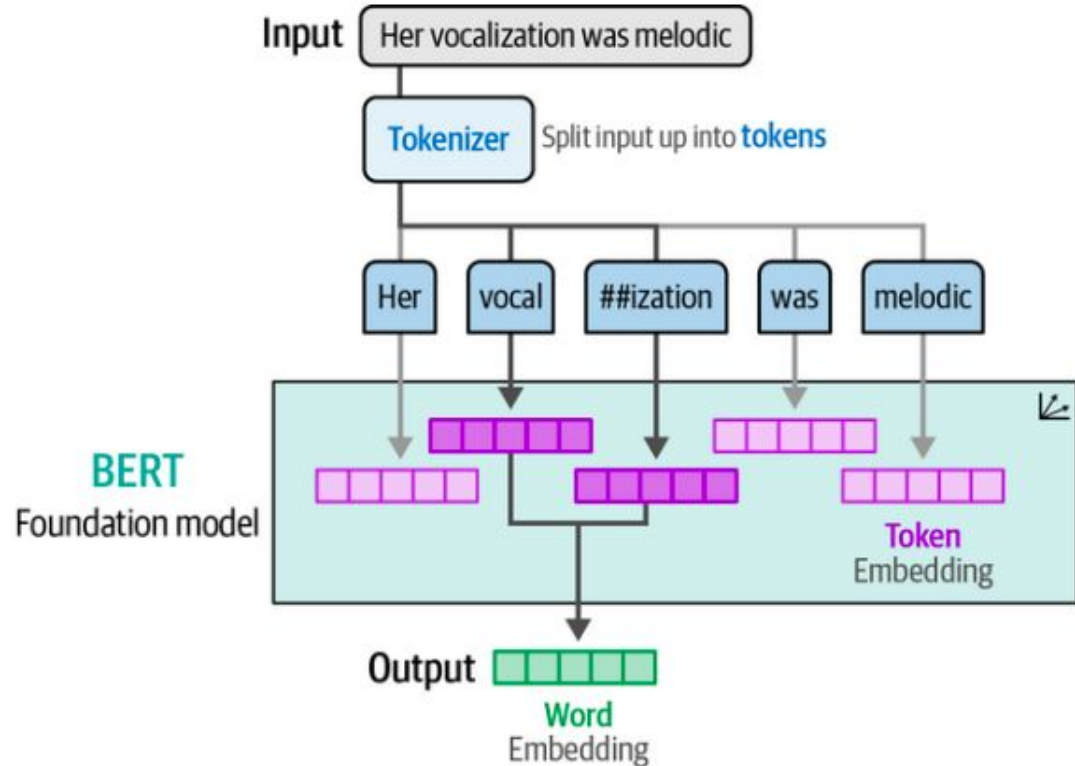 Input
Her vocalization was melodic
Tokenizer
Split input up into tokens
Her
vocal
##ization
was
melodic
BERT
Foundation model
Token
Embedding
Output
Word
Embedding